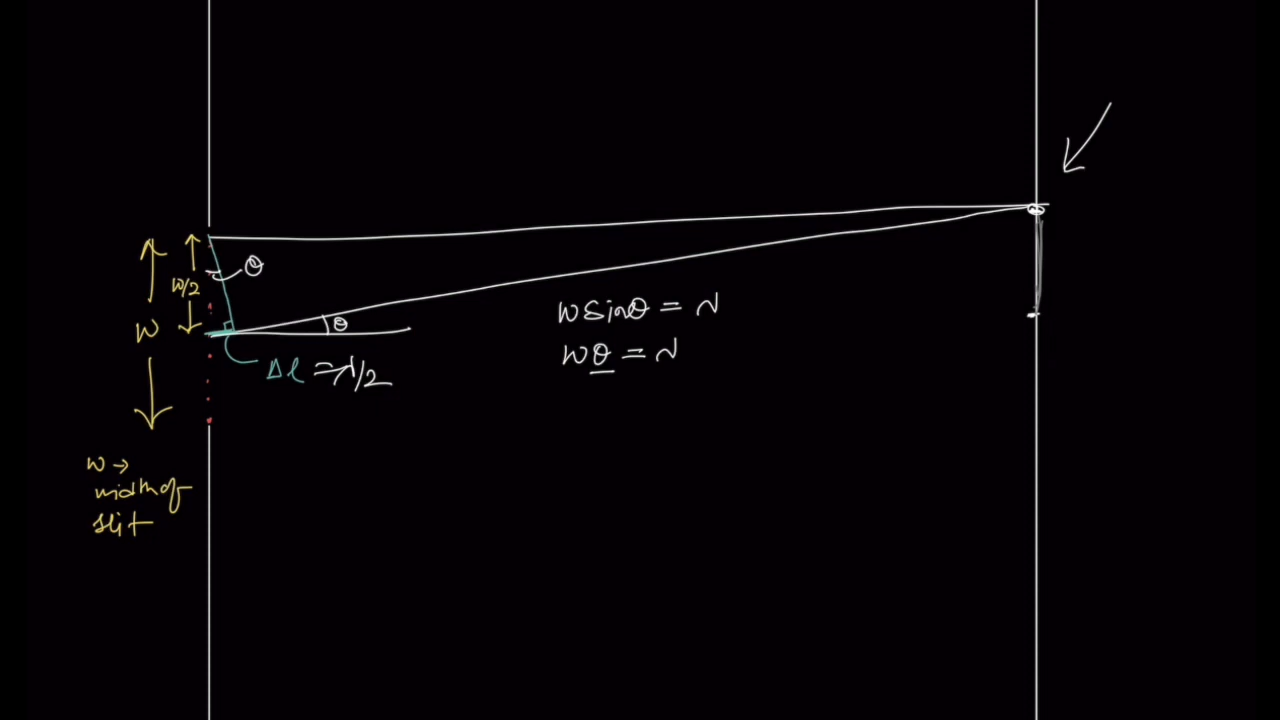 θ
w/2
w
θ
Δl = λ/2
w sinθ = λ
wθ = λ
w →
width of
slit